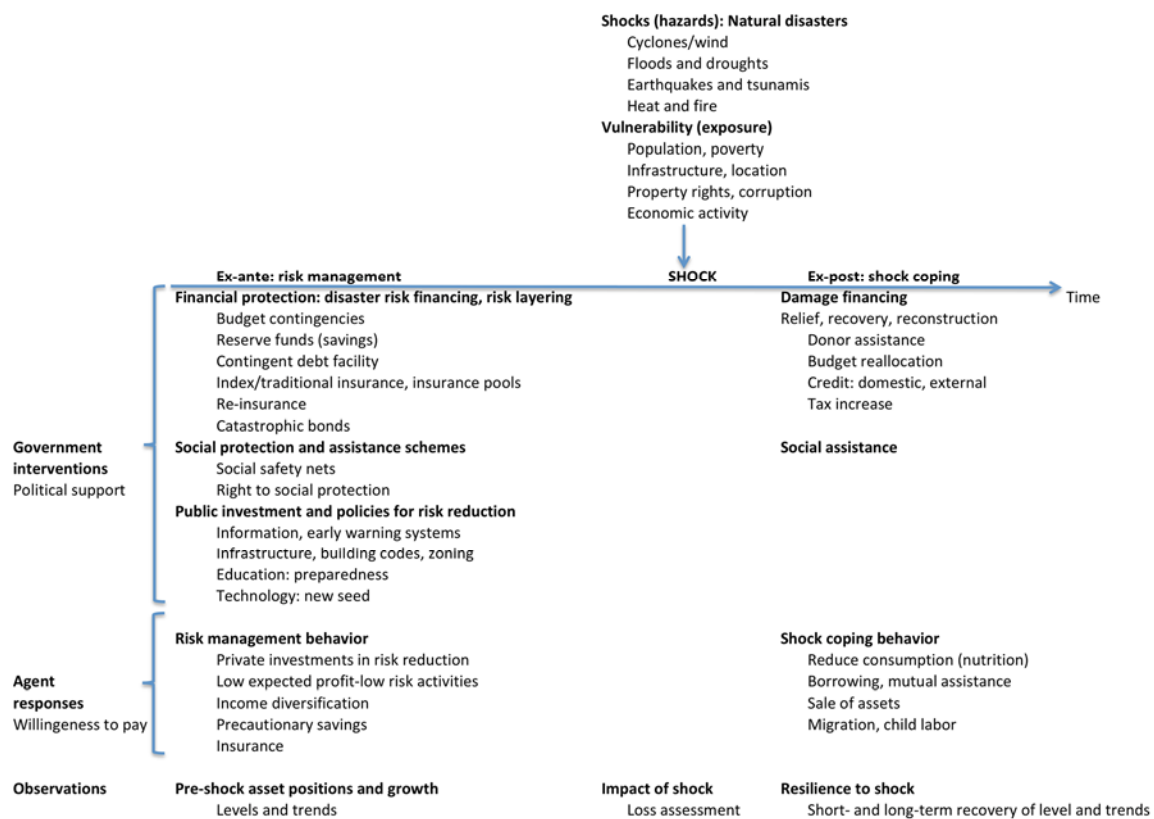 Shocks (hazards): Natural disasters
Cyclones/wind
Floods and droughts
Earthquakes and tsunamis
Heat and fire
Vulnerability (exposure)
Population, poverty
Infrastructure, location
Property rights, corruption
Economic activity
Ex-ante: risk management SHOCK Ex-post: shock coping
Time
Financial protection: disaster risk financing, risk layering Damage financing
Budget contingencies Relief, recovery, reconstruction
Reserve funds (savings) Donor assistance
Contingent debt facility Budget reallocation
Index/traditional insurance, insurance pools Credit: domestic, external
Re-insurance Tax increase
Catastrophic bonds
Government Social protection and assistance schemes Social assistance
interventions Social safety nets
Political support Right to social protection
Public investment and policies for risk reduction
Information, early warning systems
Infrastructure, building codes, zoning
Education: preparedness
Technology: new seed
Risk management behavior Shock coping behavior
Private investments in risk reduction Reduce consumption (nutrition)
Agent Low expected profit-low risk activities Borrowing, mutual assistance
responses Income diversification Sale of assets
Willingeness to pay Precautionary savings Migration, child labor
Insurance
Observations Pre-shock asset positions and growth Impact of shock Resilience to shock
Levels and trends Loss assessment Short- and long-term recovery of level and trends